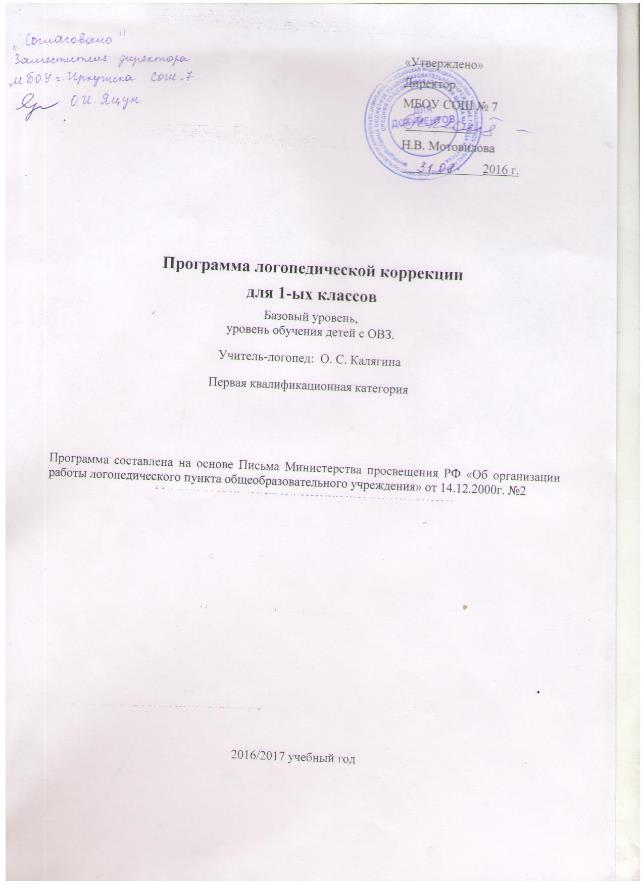 „Согласовано"
Заместитель директора
МБОУ г. Иркутска СОШ-7
О.И. Яцун
«Утверждено»
Директор
МБОУ СОШ № 7
ДЛЯ
ДОКУМЕНТОВ
Н.В. Мотовилова
31.08. 2016 г.
Программа логопедической коррекции
для 1-ых классов
Базовый уровень,
уровень обучения детей с ОВЗ.
Учитель-логопед: О. С. Калягина
Первая квалификационная категория
Программа составлена на основе Письма Министерства просвещения РФ «Об организации
работы логопедического пункта общеобразовательного учреждения» от 14.12.2000г. №2
2016/2017 учебный год